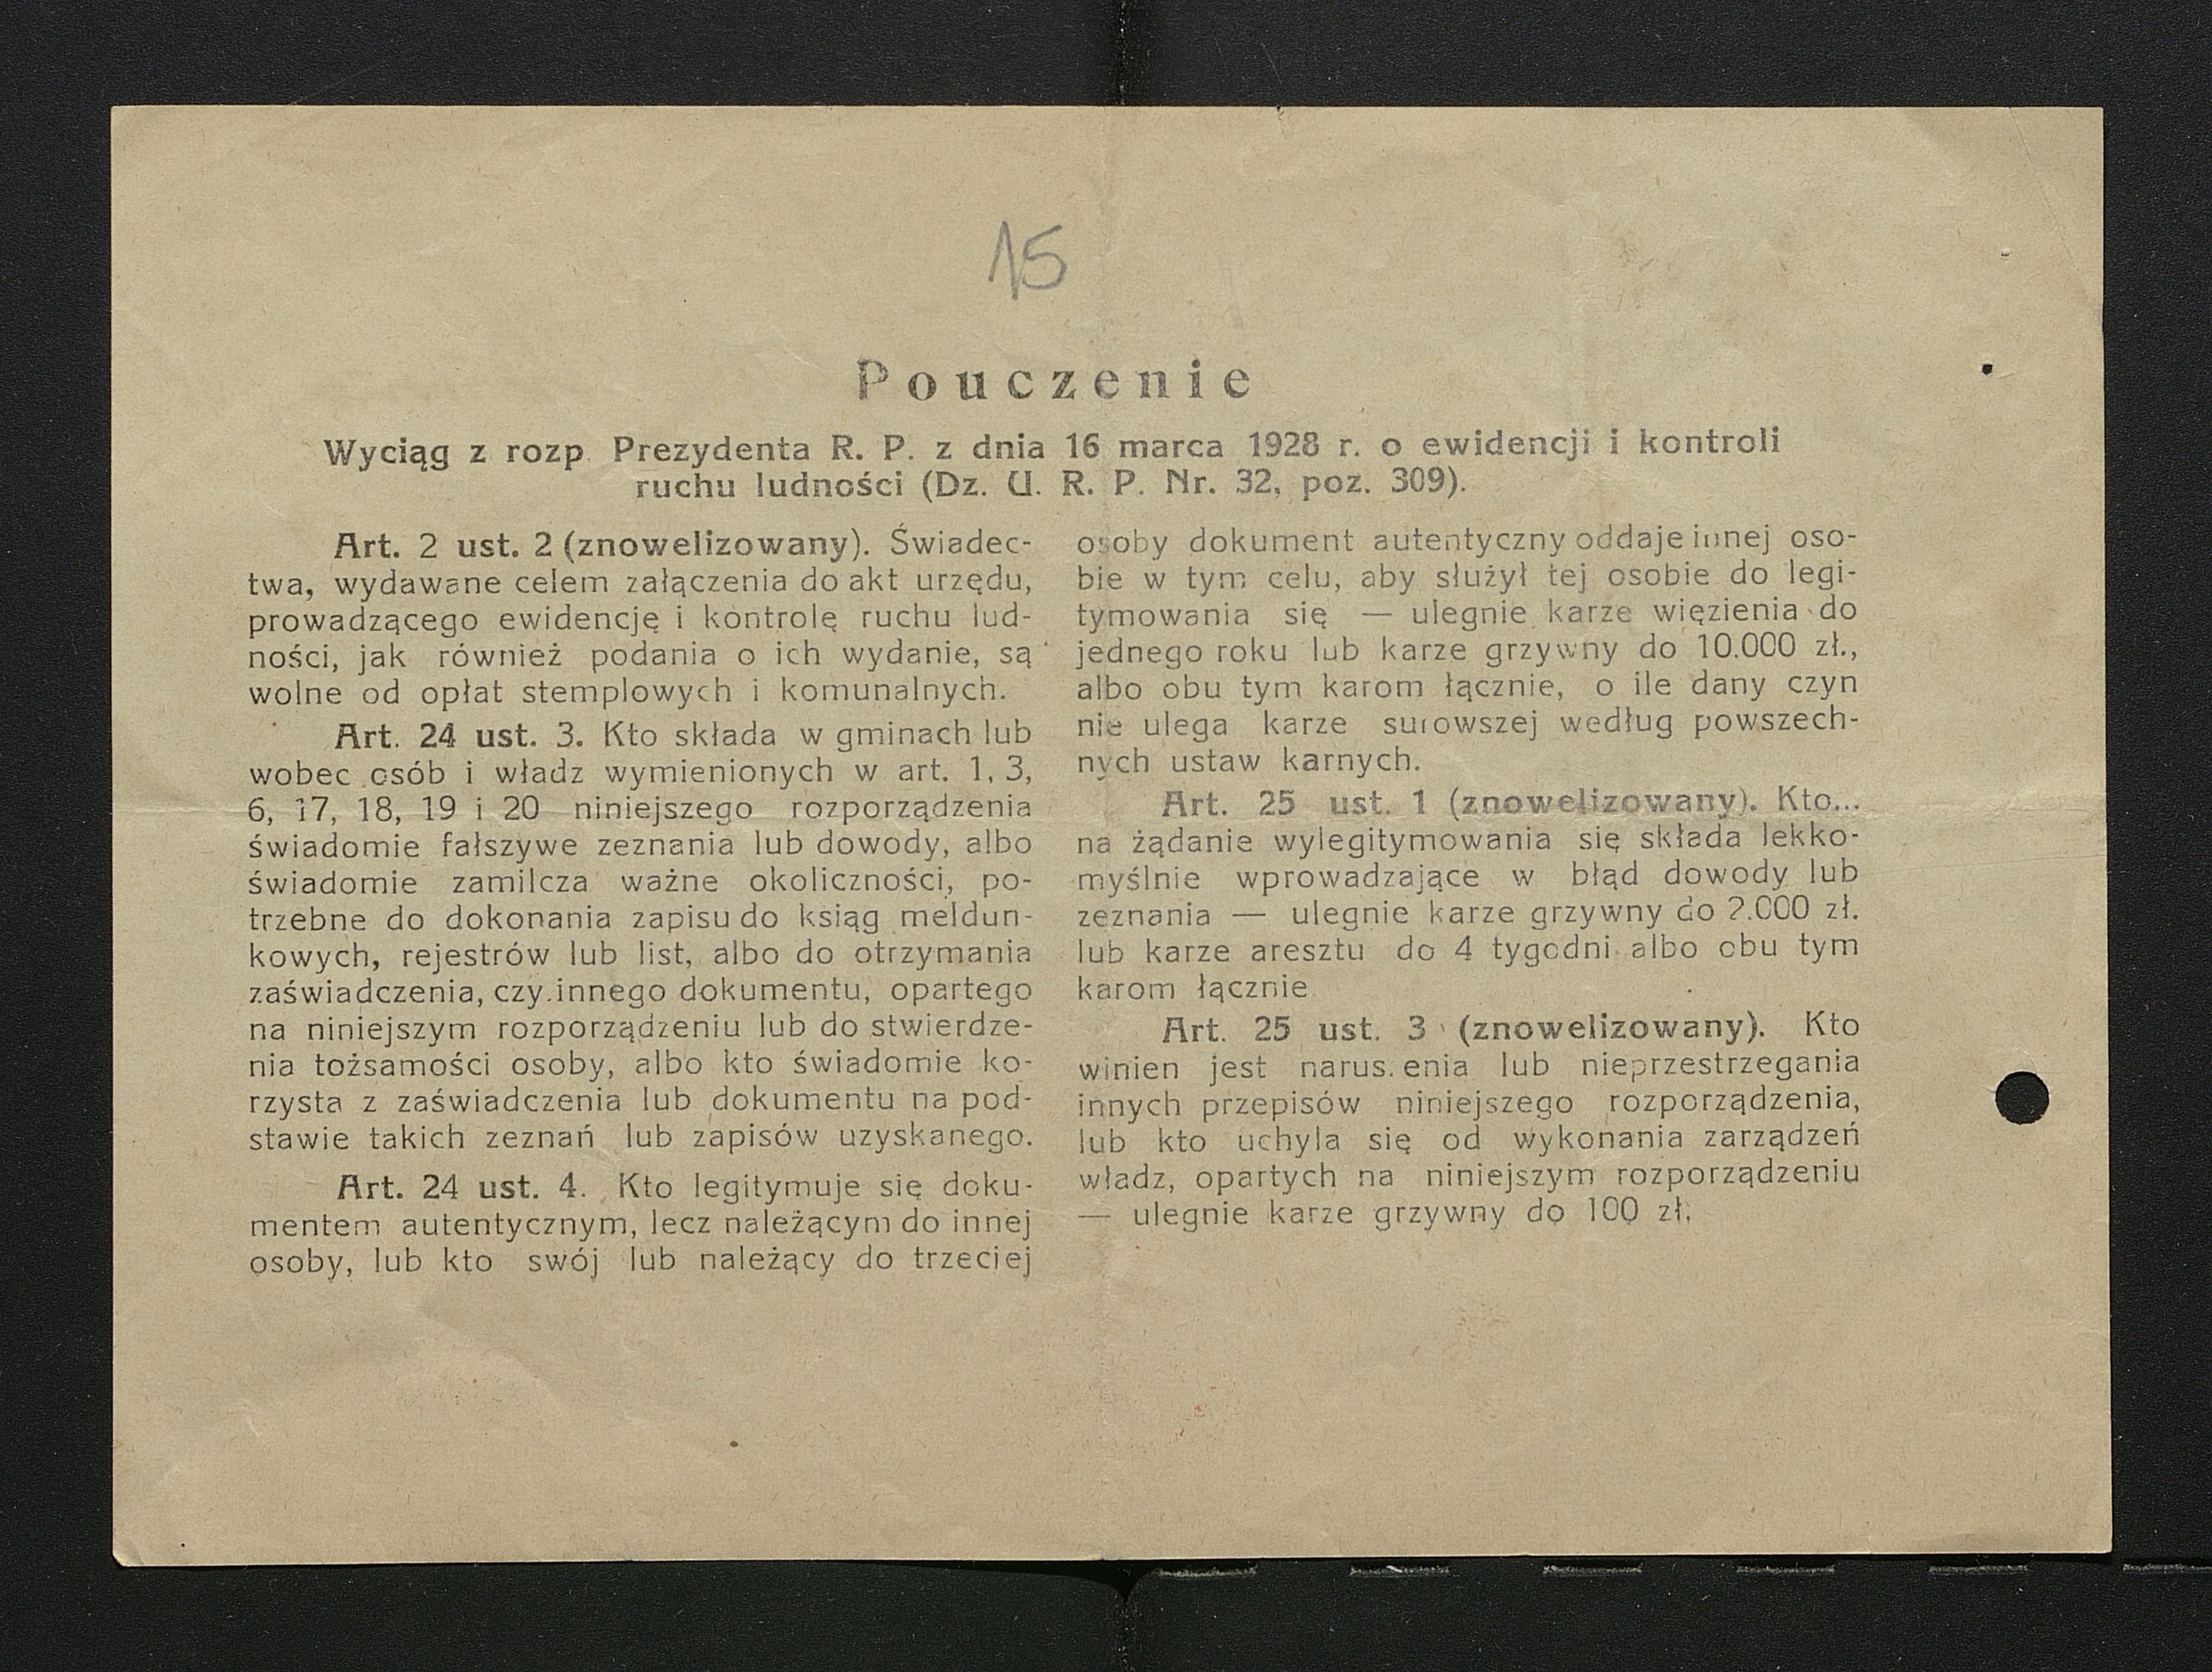 15
Pouczenie
Wyciąg z rozp. Prezydenta R. P. z dnia 16 marca 1928 r. o ewidencji i kontroli
ruchu ludności (Dz. U. R. P. Nr. 32, poz. 309).
Art. 2 ust. 2 (znowelizowany). Świadec-
twa, wydawane celem załączenia do akt urzędu,
prowadzącego ewidencję i kontrolę ruchu lud-
ności, jak również podania o ich wydanie, są
wolne od opłat stemplowych i komunalnych.
Art. 24 ust. 3. Kto składa w gminach lub
wobec osób i władz wymienionych w art. 1, 3,
6, 17, 18, 19 i 20 niniejszego rozporządzenia
świadomie fałszywe zeznania lub dowody, albo
świadomie zamilcza ważne okoliczności, po-
trzebne do dokonania zapisu do ksiąg meldun-
kowych, rejestrów lub list, albo do otrzymania
zaświadczenia, czy innego dokumentu, opartego
na niniejszym rozporządzeniu lub do stwierdze-
nia tożsamości osoby, albo kto świadomie ko-
rzysta z zaświadczenia lub dokumentu na pod-
stawie takich zeznań lub zapisów uzyskanego.
Art. 24 ust. 4. Kto legitymuje się doku-
mentem autentycznym, lecz należącym do innej
osoby, lub kto swój lub należący do trzeciej
osoby dokument autentyczny oddaje innej oso-
bie w tym celu, aby służył tej osobie do legi-
tymowania się — ulegnie karze więzienia do
jednego roku lub karze grzywny do 10.000 zł.,
albo obu tym karom łącznie, o ile dany czyn
nie ulega karze surowszej według powszech-
nych ustaw karnych.
Art. 25 ust. 1 (znowelizowany). Kto...
na żądanie wylegitymowania się składa lekko-
myślnie wprowadzające w błąd dowody lub
zeznania — ulegnie karze grzywny do 2.000 zł.
lub karze aresztu do 4 tygodni albo obu tym
karom łącznie
Art. 25 ust. 3 (znowelizowany). Kto
winien jest narus.enia lub nieprzestrzegania
innych przepisów niniejszego rozporządzenia,
lub kto uchyla się od wykonania zarządzeń
władz, opartych na niniejszym rozporządzeniu
— ulegnie karze grzywny do 100 zł.